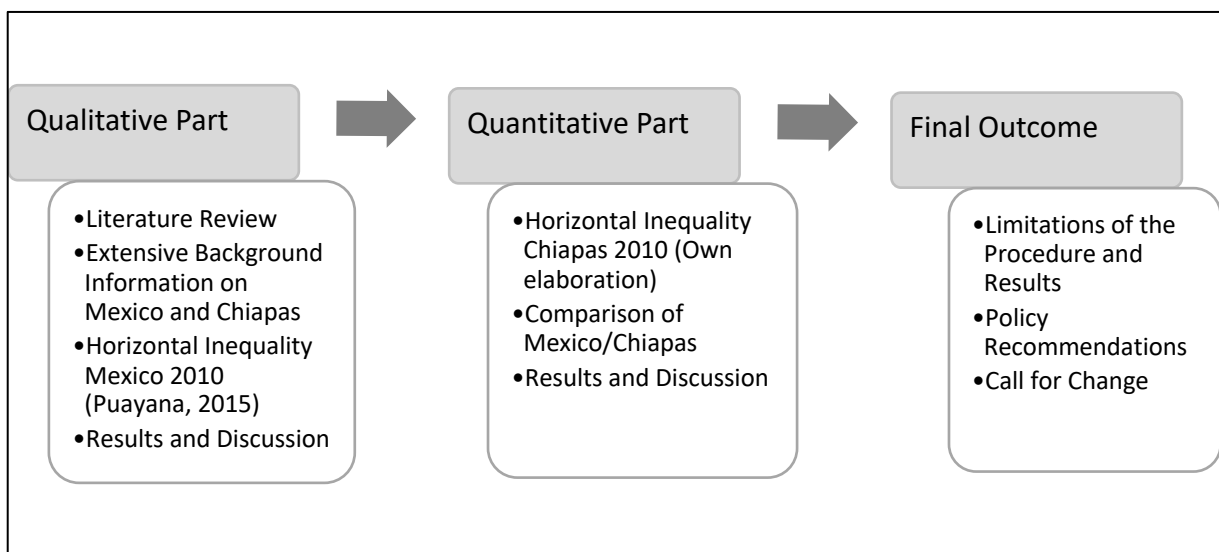 Qualitative Part
•Literature Review
•Extensive Background
Information on
Mexico and Chiapas
•Horizontal Inequality
Mexico 2010
(Puayana, 2015)
•Results and Discussion
Quantitative Part
•Horizontal Inequality
Chiapas 2010 (Own
elaboration)
•Comparison of
Mexico/Chiapas
•Results and Discussion
Final Outcome
•Limitations of the
Procedure and
Results
•Policy
Recommendations
•Call for Change